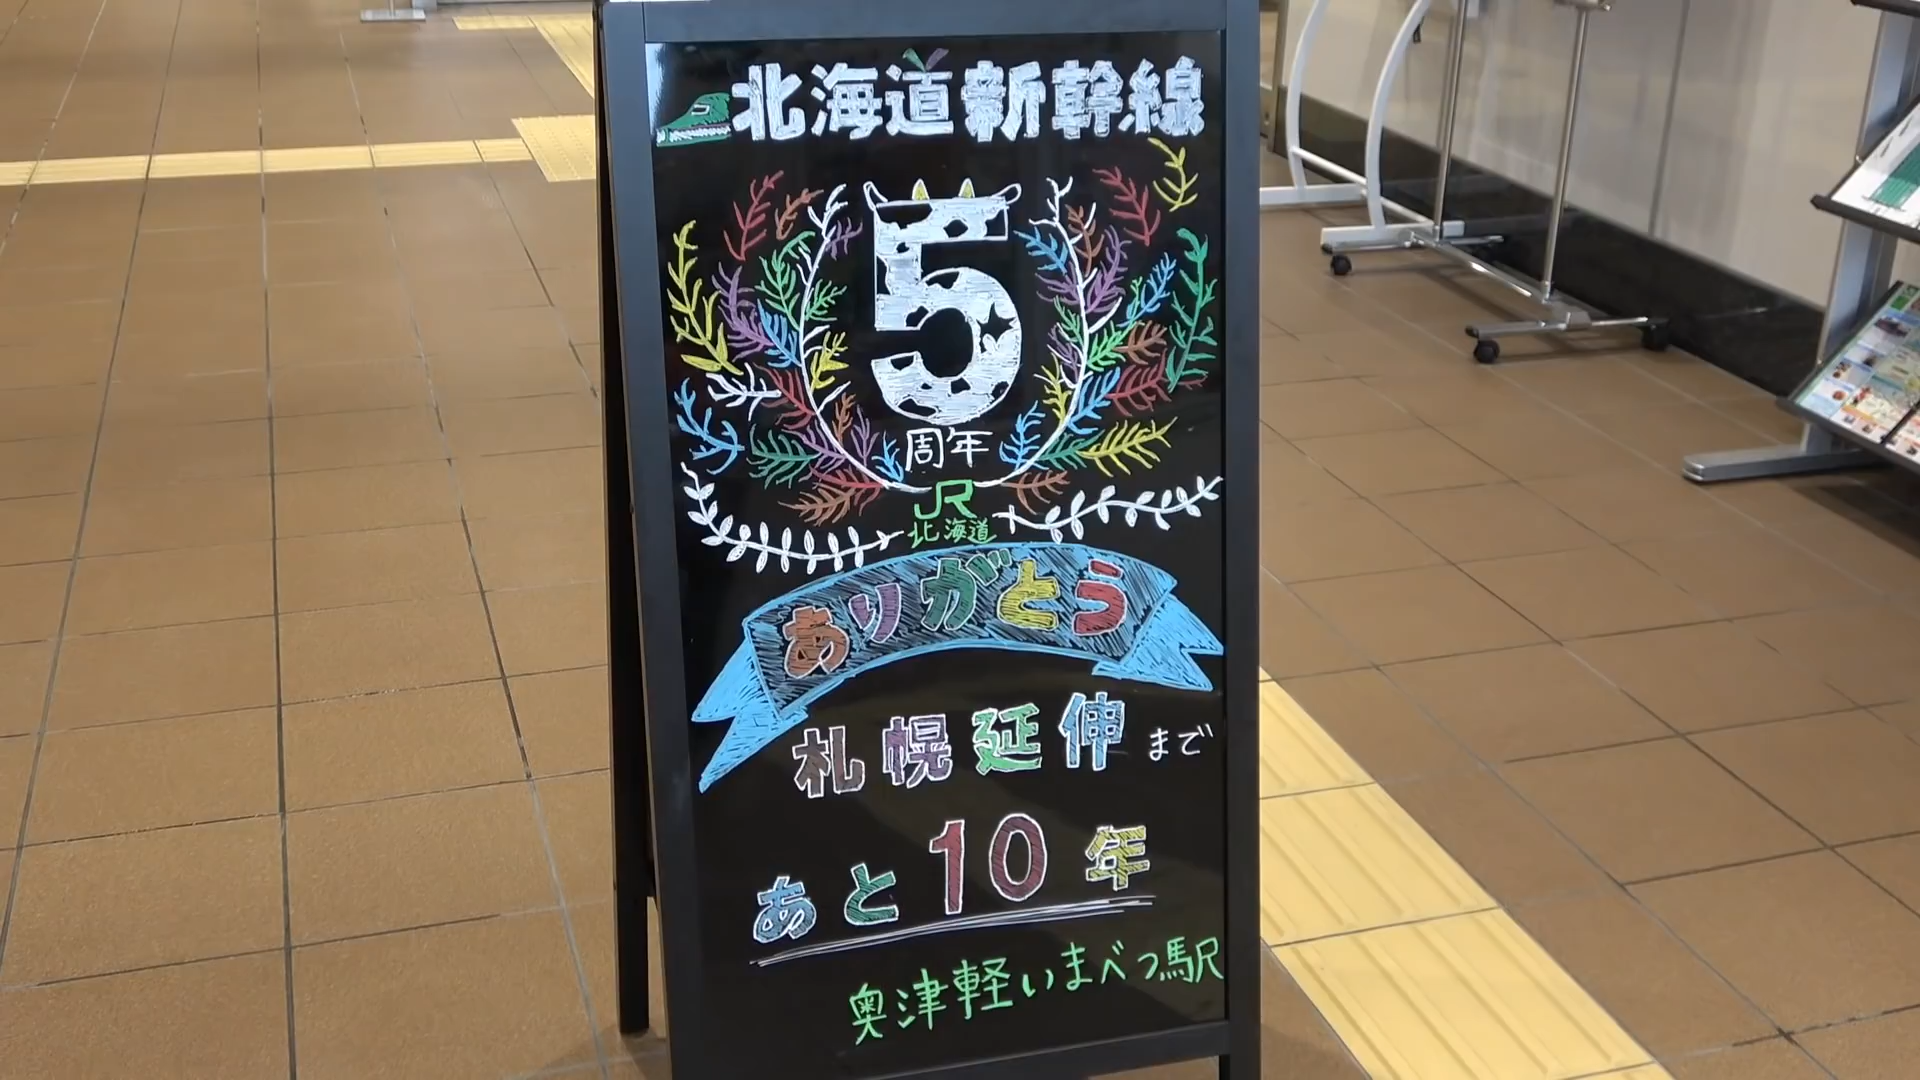 北海道新幹線
5
周年
JR
北海道
ありがとう
札幌延伸まで
あと10年
奥津軽いまべつ駅